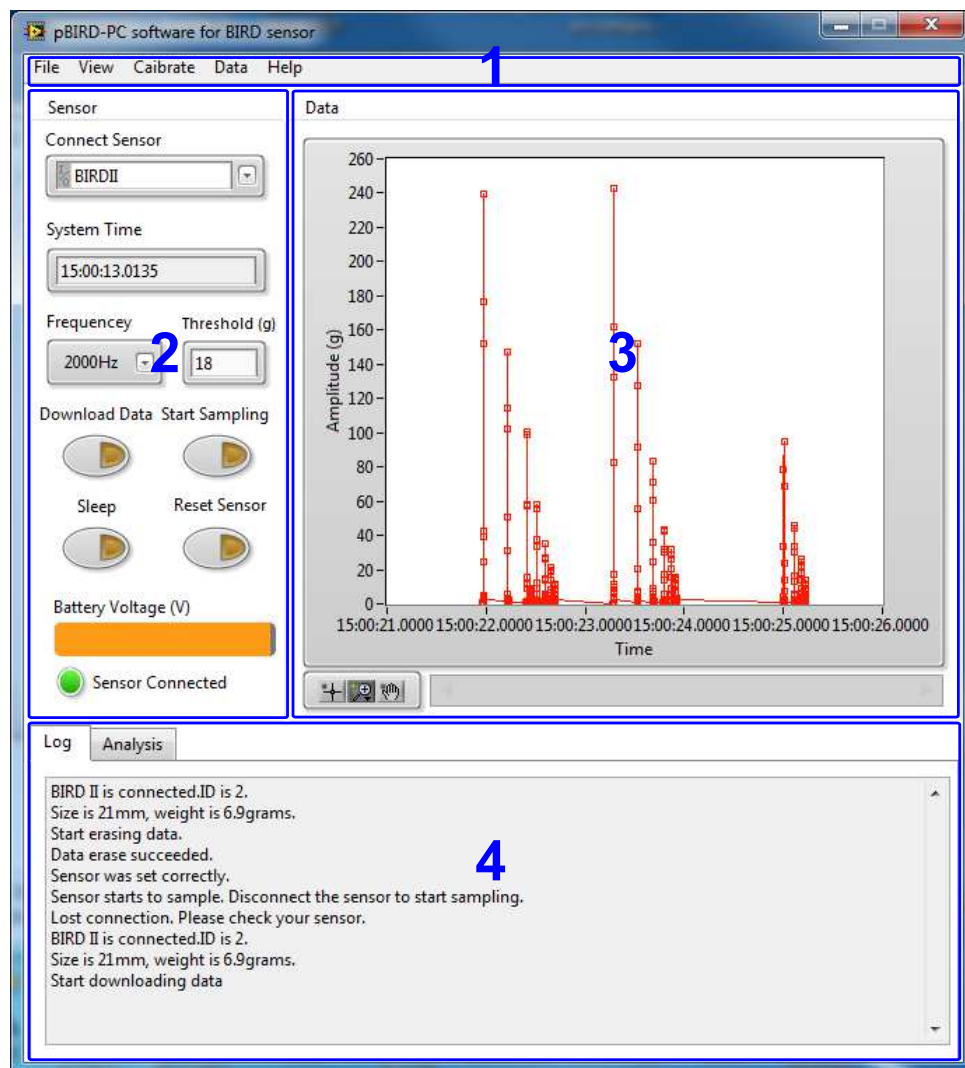 pBIRD-PC software for BIRD sensor
File View Caibrate Data Help
1
Sensor
Connect Sensor
BIRDII
System Time
15:00:13.0135
Frequencey Threshold (g)
2000Hz 18
2
Download Data Start Sampling
Sleep Reset Sensor
Battery Voltage (V)
Sensor Connected
Data
260
240
220
200
180
160
140
120
100
80
60
40
20
0
Amplitude (g)
3
15:00:21.0000 15:00:22.0000 15:00:23.0000 15:00:24.0000 15:00:25.0000 15:00:26.0000
Time
Log Analysis
BIRD II is connected.ID is 2.
Size is 21mm, weight is 6.9grams.
Start erasing data.
Data erase succeeded.
Sensor was set correctly.
Sensor starts to sample. Disconnect the sensor to start sampling.
Lost connection. Please check your sensor.
BIRD II is connected.ID is 2.
Size is 21mm, weight is 6.9grams.
Start downloading data
4